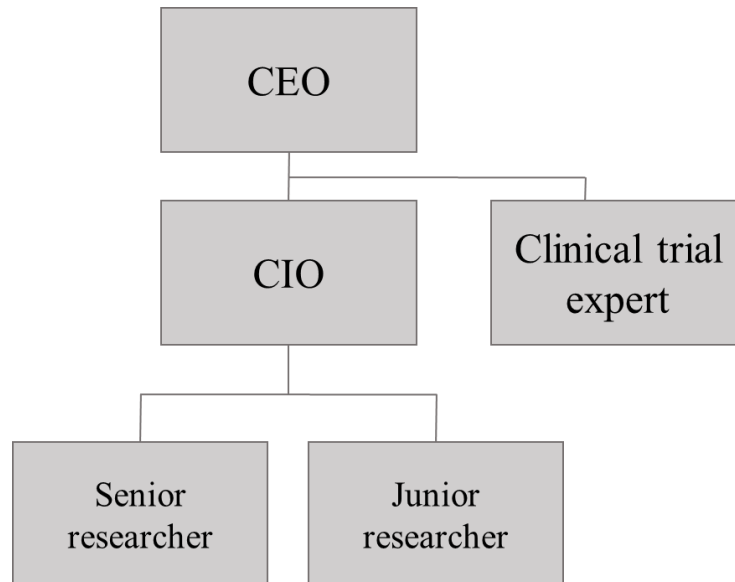 CEO
CIO
Clinical trial
expert
Senior
researcher
Junior
researcher